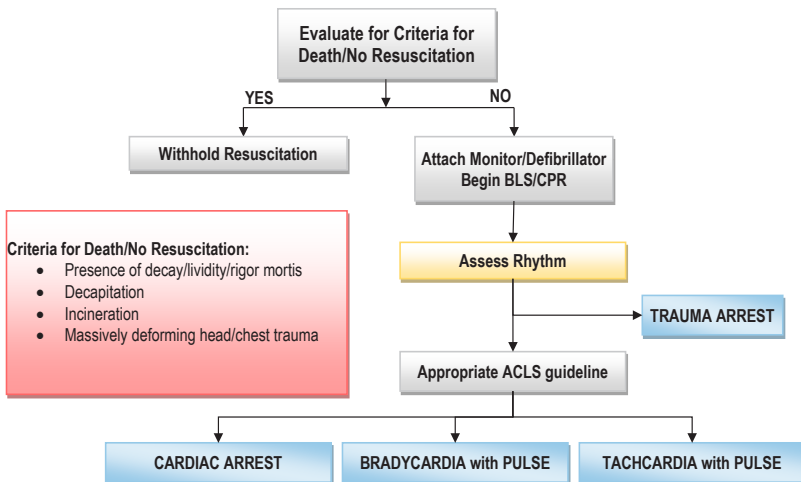 Evaluate for Criteria for
Death/No Resuscitation
YES
NO
Withhold Resuscitation
Attach Monitor/Defibrillator
Begin BLS/CPR
Criteria for Death/No Resuscitation:
• Presence of decay/lividity/rigor mortis
• Decapitation
• Incineration
• Massively deforming head/chest trauma
Assess Rhythm
TRAUMA ARREST
Appropriate ACLS guideline
CARDIAC ARREST
BRADYCARDIA with PULSE
TACHCARDIA with PULSE